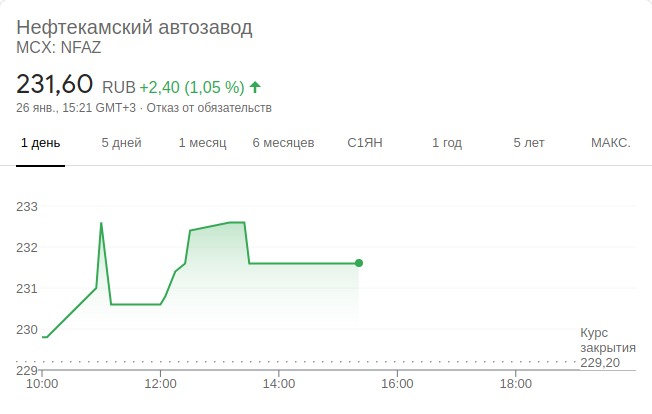 Нефтекамский автозавод
MCX: NFAZ
231,60 RUB +2,40 (1,05 %)
26 янв., 15:21 GMT+3 · Отказ от обязательств
1 день 5 дней 1 месяц 6 месяцев С1ЯН 1 год 5 лет МАКС.
233
232
231
230
229
Курс
закрытия
229,20
10:00 12:00 14:00 16:00 18:00